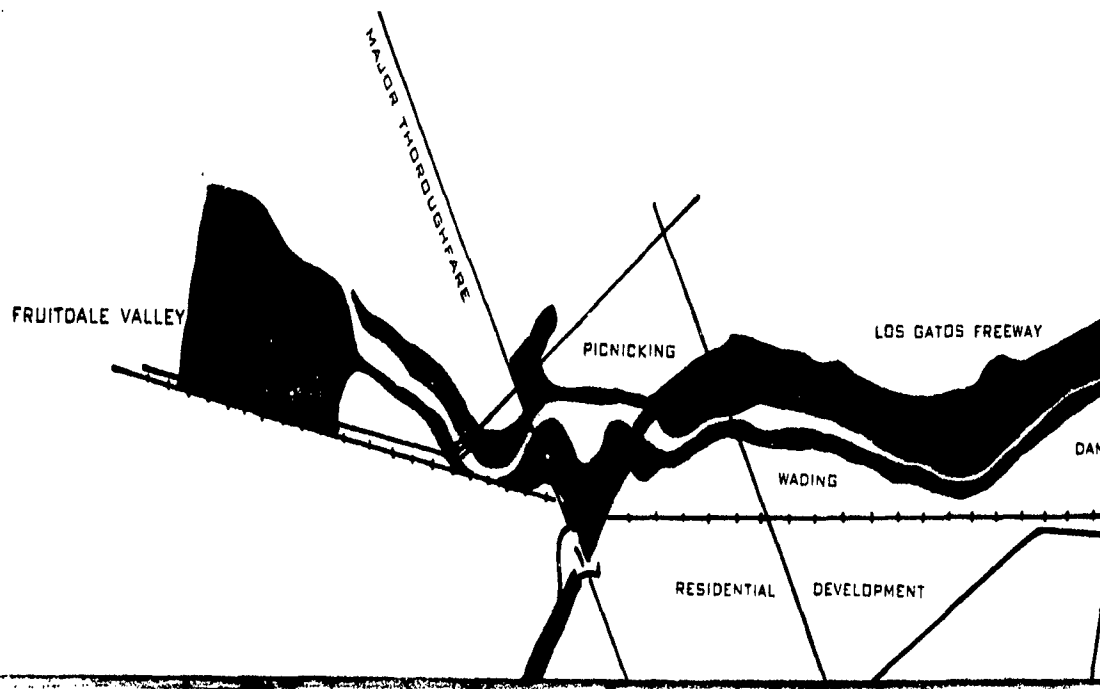 MAJOR THOROUGHFARE
FRUITDALE VALLEY
PICNICKING
LOS GATOS FREEWAY
WADING
RESIDENTIAL DEVELOPMENT